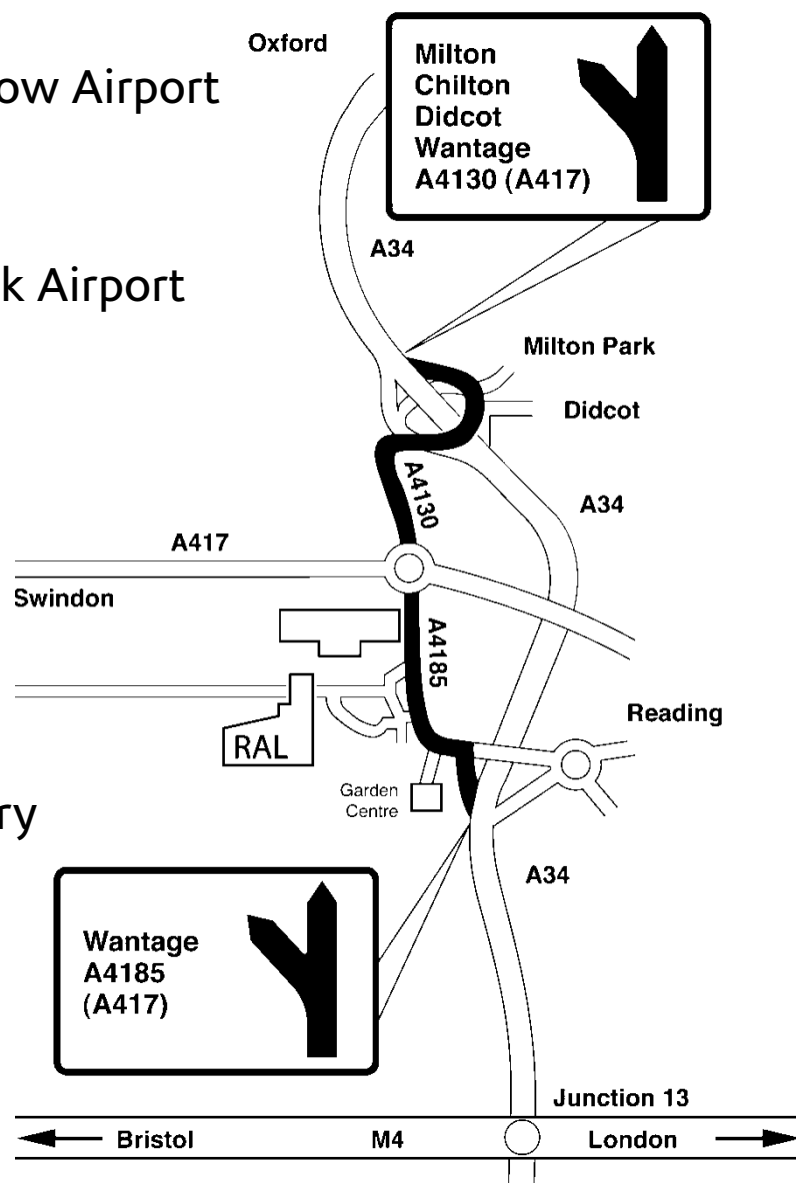 Oxford
Milton
Chilton
Didcot
Wantage
A4130 (A417)
ow Airport
A34
k Airport
Milton Park
Didcot
A4130
A34
A417
Swindon
A4185
Reading
RAL
Garden
Centre
ry
A34
Wantage
A4185
(A417)
Junction 13
Bristol
M4
London